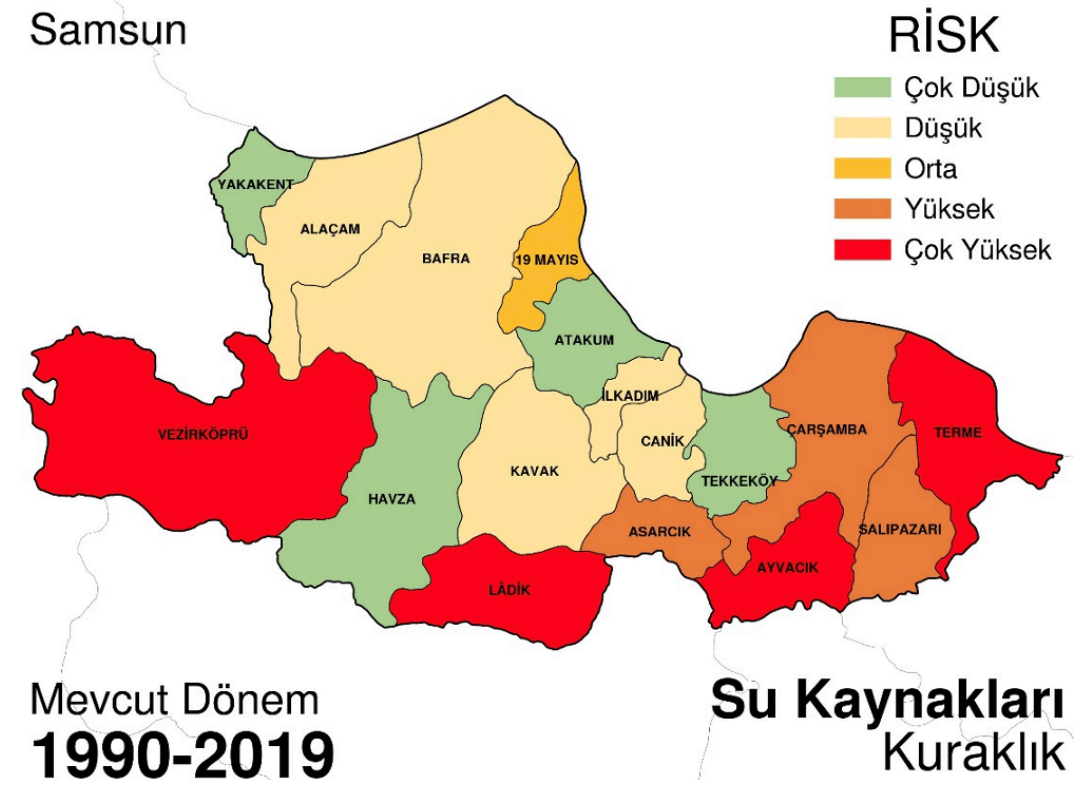 Samsun
RİSK
Çok Düşük
Düşük
Orta
Yüksek
Çok Yüksek
YAKAKENT
ALAÇAM
BAFRA
19 MAYIS
ATAKUM
İLKADIM
VEZİRKÖPRÜ
ÇARŞAMBA
TERME
CANİK
KAVAK
TEKKEKÖY
HAVZA
ASARCIK
SALIPAZARI
AYVACIK
LÂDİK
Mevcut Dönem
1990-2019
Su Kaynakları
Kuraklık